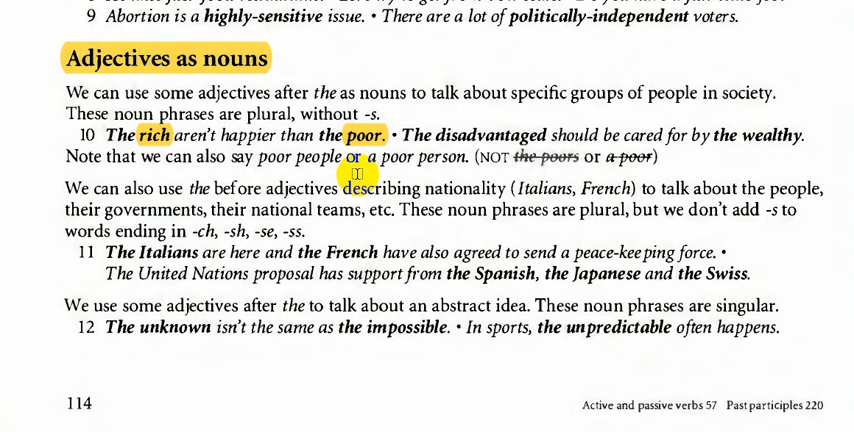 9 Abortion is a highly-sensitive issue. • There are a lot of politically-independent voters.
Adjectives as nouns
We can use some adjectives after the as nouns to talk about specific groups of people in society.
These noun phrases are plural, without -s.
10 The rich aren't happier than the poor. • The disadvantaged should be cared for by the wealthy.
Note that we can also say poor people or a poor person. (NOT the poors or a poor)
We can also use the before adjectives describing nationality (Italians, French) to talk about the people,
their governments, their national teams, etc. These noun phrases are plural, but we don't add -s to
words ending in -ch, -sh, -se, -ss.
11 The Italians are here and the French have also agreed to send a peace-keeping force. •
The United Nations proposal has support from the Spanish, the Japanese and the Swiss.
We use some adjectives after the to talk about an abstract idea. These noun phrases are singular.
12 The unknown isn't the same as the impossible. • In sports, the unpredictable often happens.
114
Active and passive verbs 57 Past participles 220